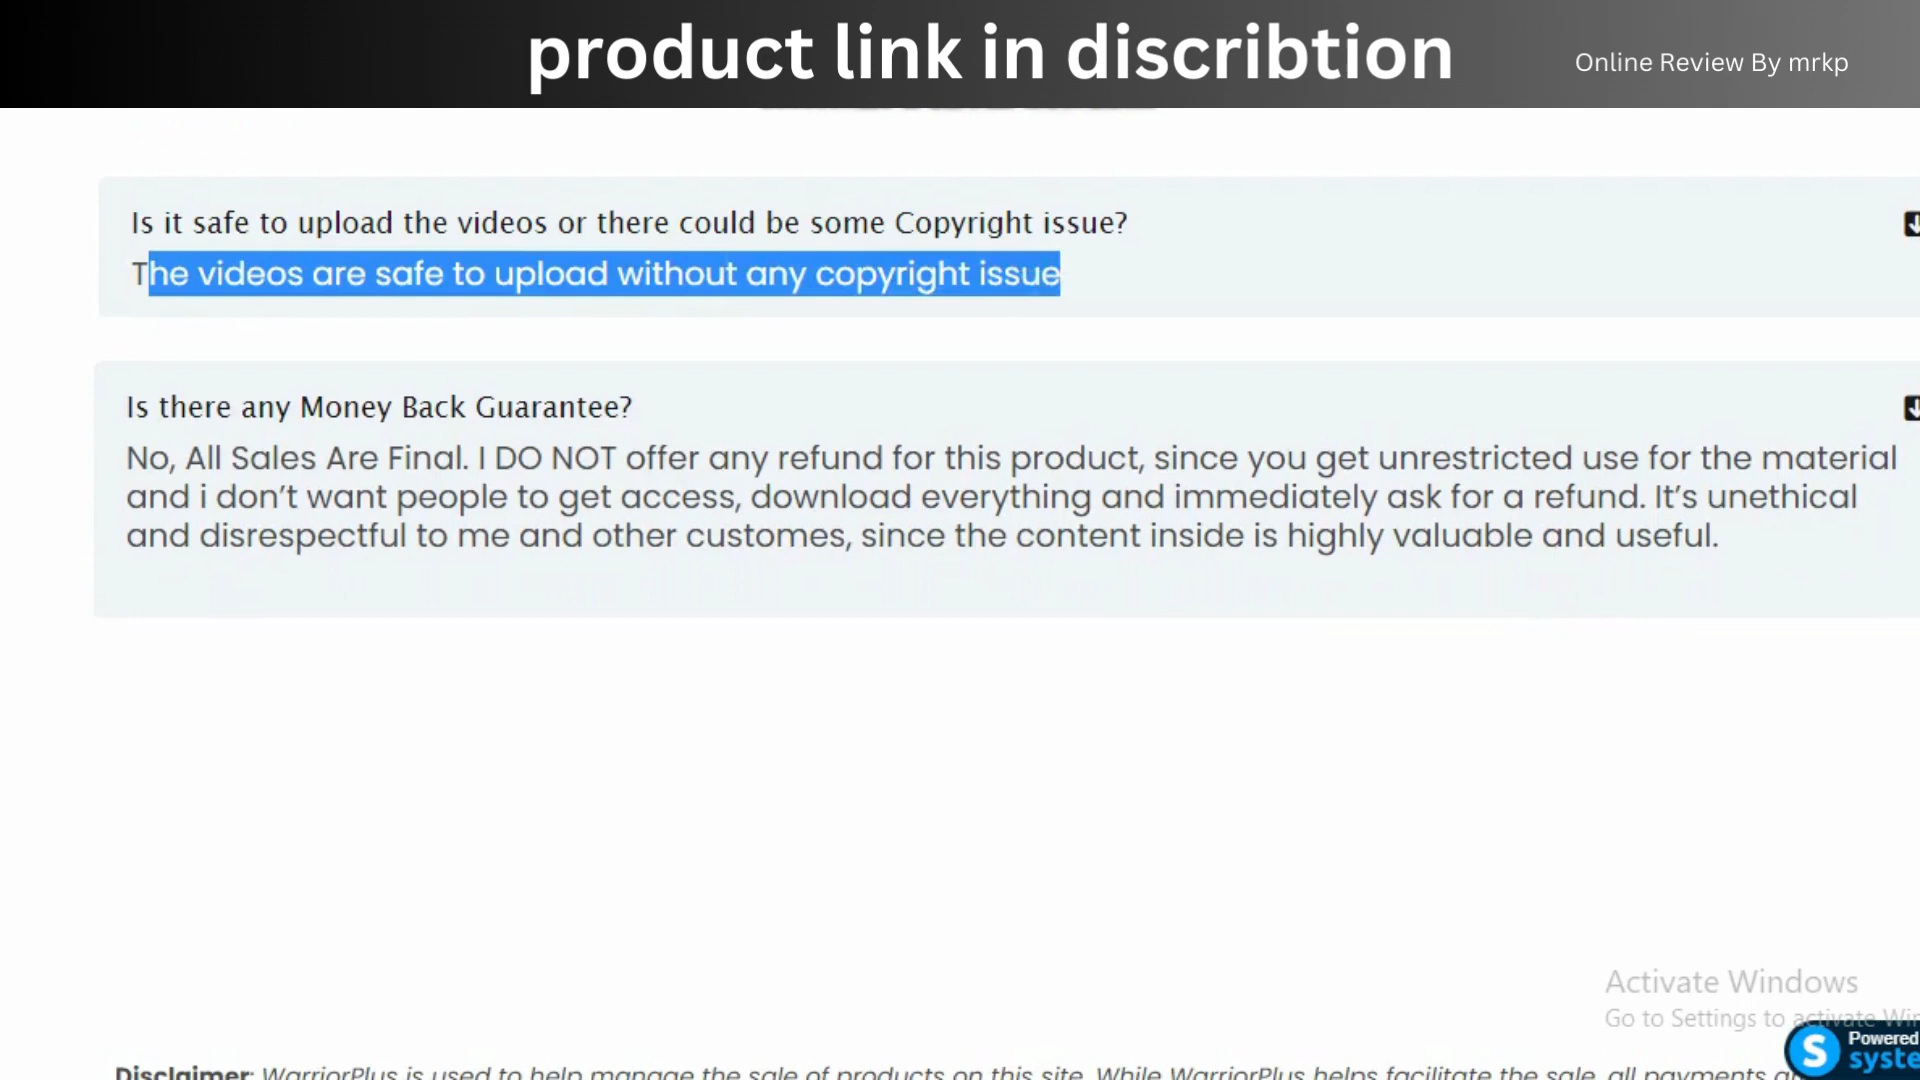 product link in discribtion
Online Review By mrkp
Is it safe to upload the videos or there could be some Copyright issue?
The videos are safe to upload without any copyright issue
Is there any Money Back Guarantee?
No, All Sales Are Final. I DO NOT offer any refund for this product, since you get unrestricted use for the material
and i don’t want people to get access, download everything and immediately ask for a refund. It’s unethical
and disrespectful to me and other customes, since the content inside is highly valuable and useful.
Activate Windows
Go to Settings to activate Win
Powered
syste
Disclaimer: WarriorPlus is used to help manage the sale of products on this site. While WarriorPlus helps facilitate the sale, all payments